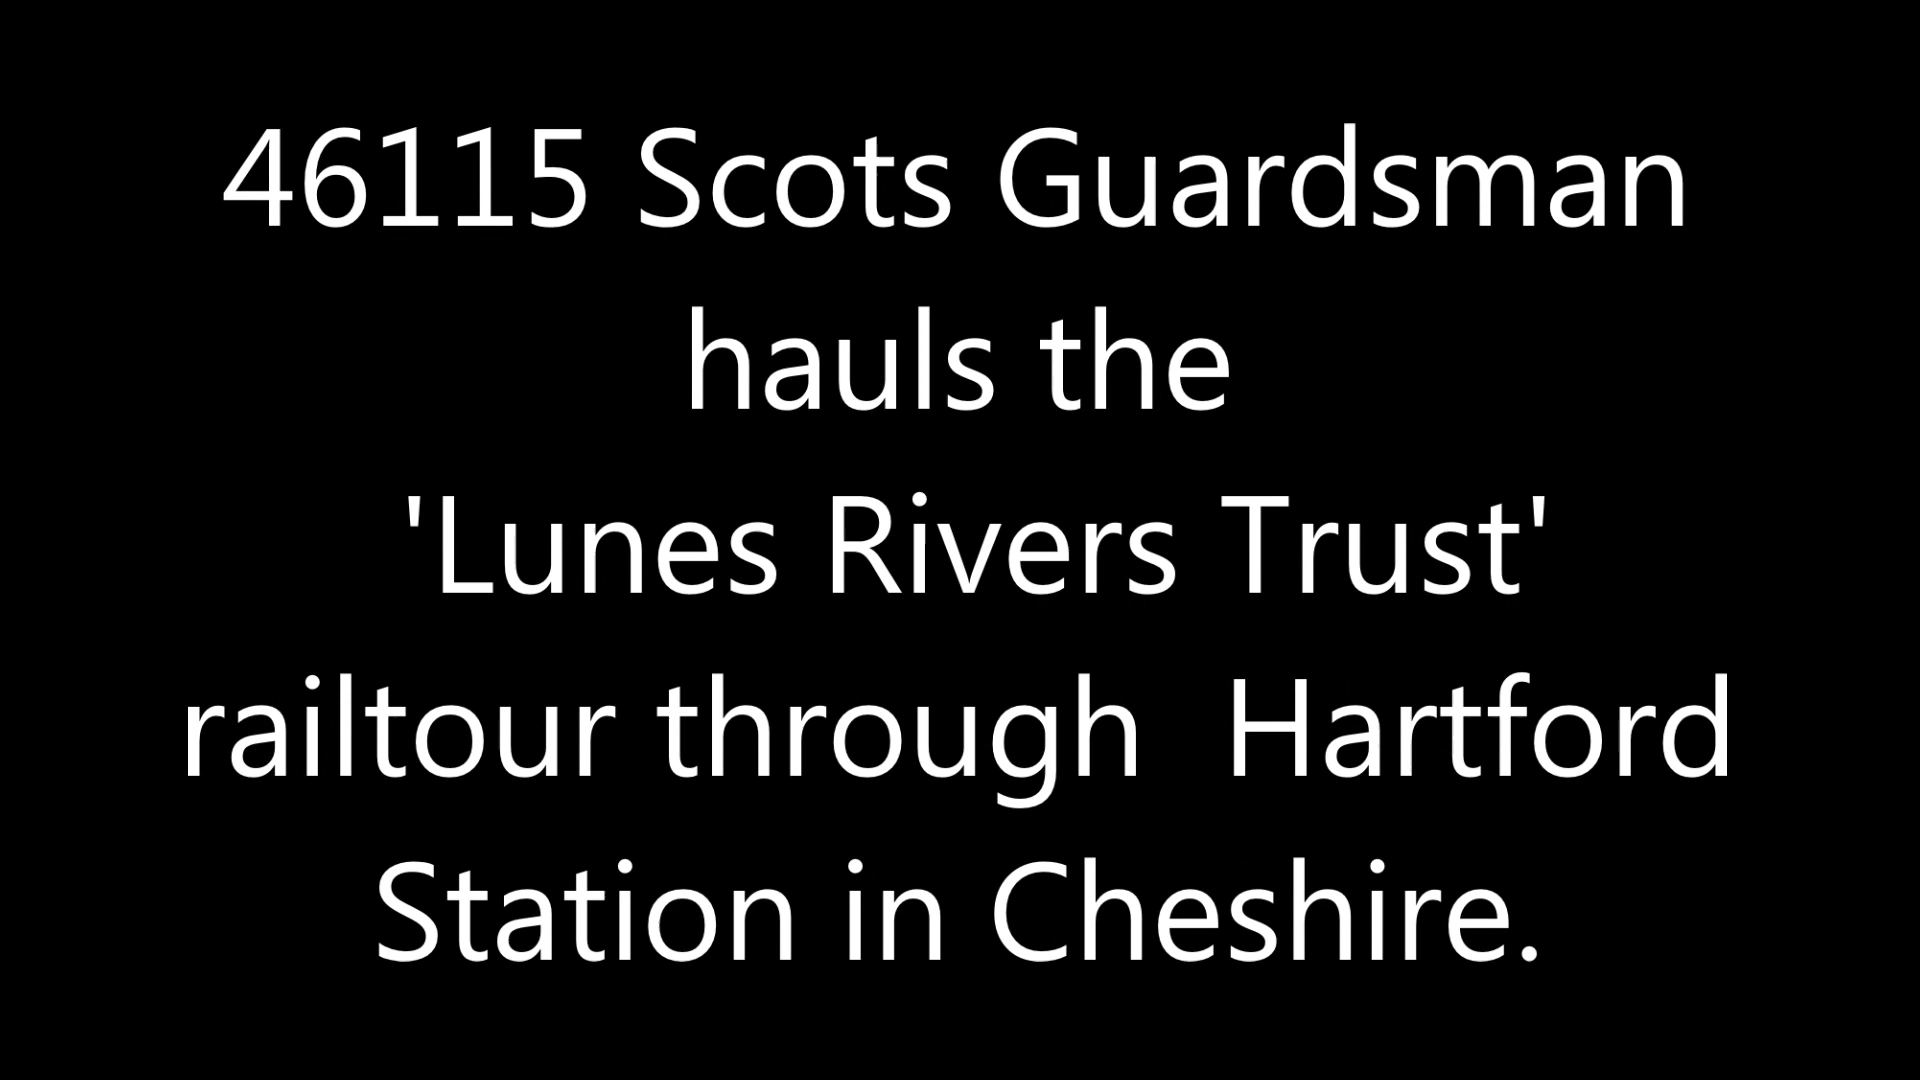 46115 Scots Guardsman
hauls the
'Lunes Rivers Trust'
railtour through  Hartford
Station in Cheshire.